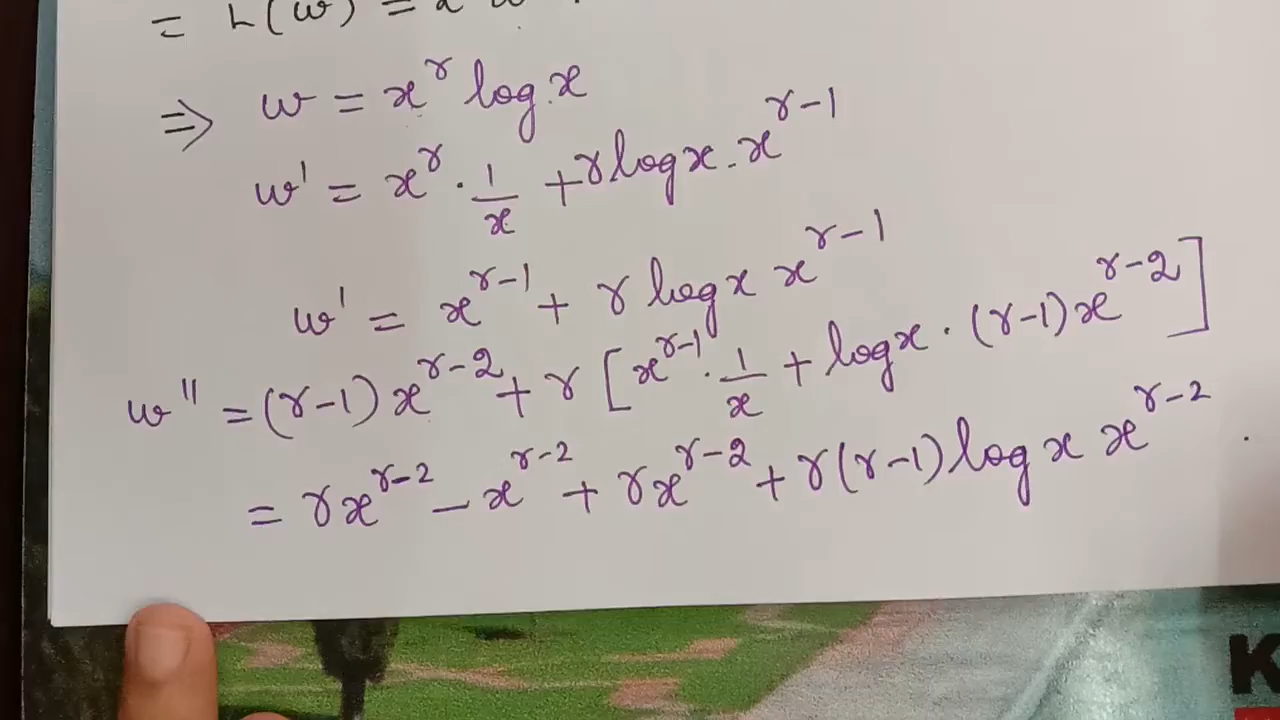 = L(w) =
⇒ w = x^r log x
w' = x^r · 1/x + r log x · x^{r-1}
w' = x^{r-1} + r log x x^{r-1}
w'' = (r-1) x^{r-2} + r [x^{r-1} · 1/x + log x · (r-1) x^{r-2}]
= r x^{r-2} - x^{r-2} + r x^{r-2} + r(r-1) log x x^{r-2}
K